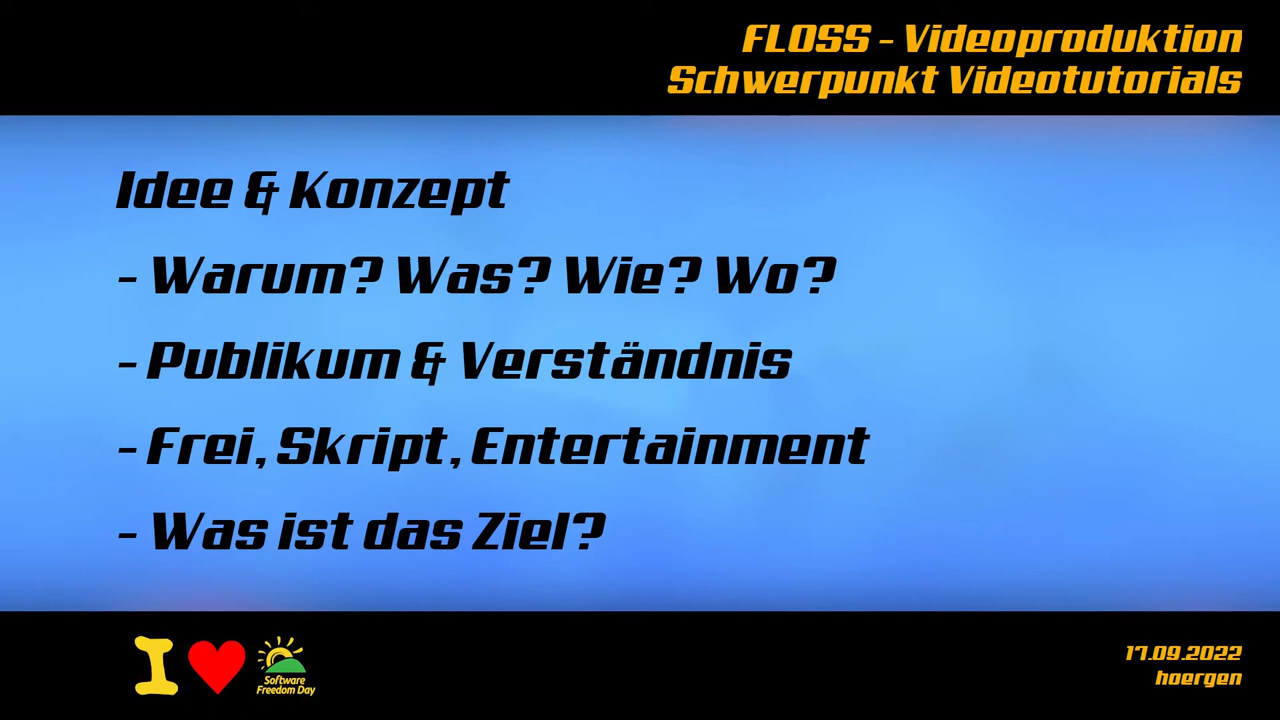 FLOSS - Videoproduktion
Schwerpunkt Videotutorials
Idee & Konzept
- Warum? Was? Wie? Wo?
- Publikum & Verständnis
- Frei, Skript, Entertainment
- Was ist das Ziel?
I
Software
Freedom Day
17.09.2022
hoergen